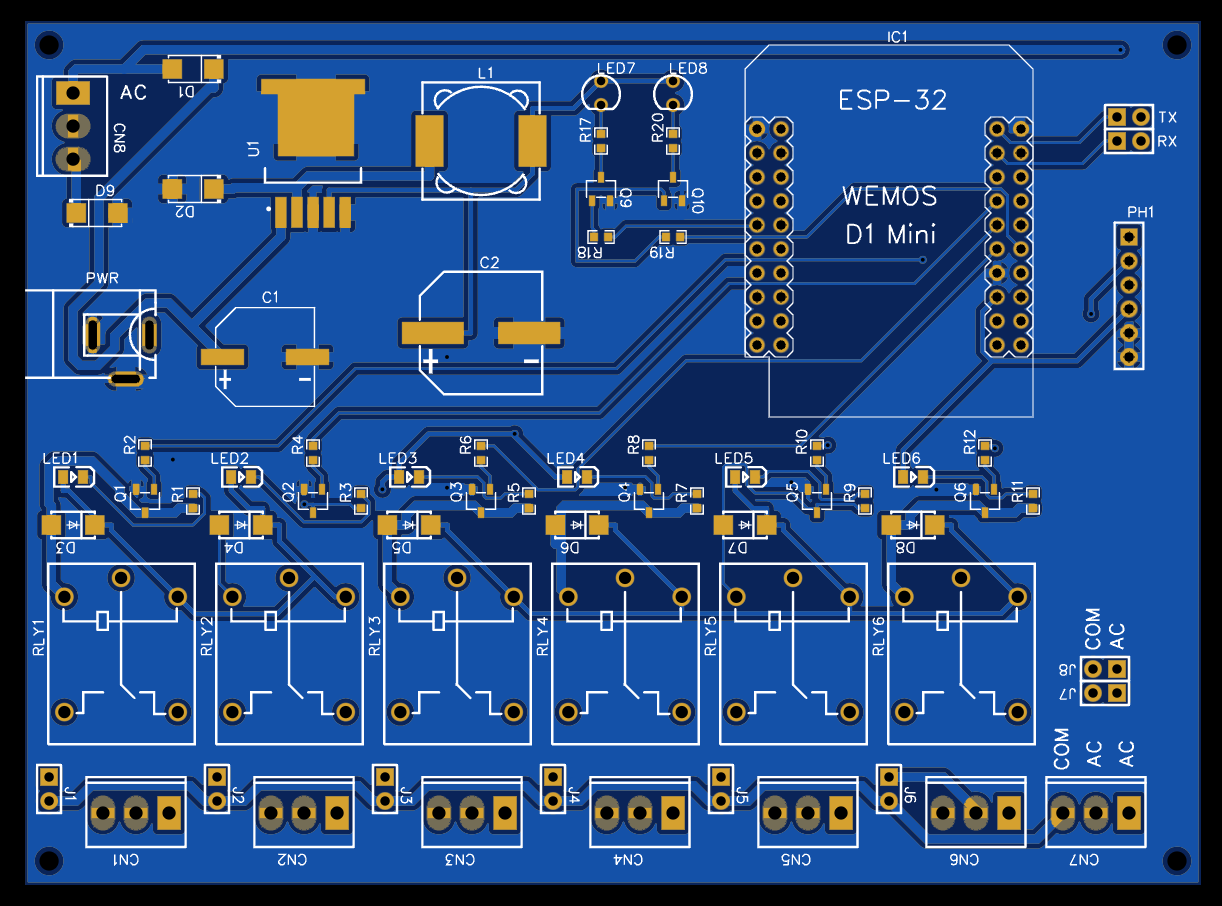 IC1
AC
D1
CN8
U1
L1
LED7
LED8
R17
R20
ESP-32
TX
RX
D9
D2
Q9
Q10
WEMOS
D1 Mini
PH1
R18
R19
PWR
C1
C2
+
−
+
−
R2
R4
R6
R8
R10
R12
LED1
LED2
LED3
LED4
LED5
LED6
Q1
R1
Q2
R3
Q3
R5
Q4
R7
Q5
R9
Q6
R11
D3
D4
D5
D6
D7
D8
RLY1
RLY2
RLY3
RLY4
RLY5
RLY6
COM
AC
J8
J7
COM
AC
AC
J1
J2
J3
J4
J5
J6
CN1
CN2
CN3
CN4
CN5
CN6
CN7